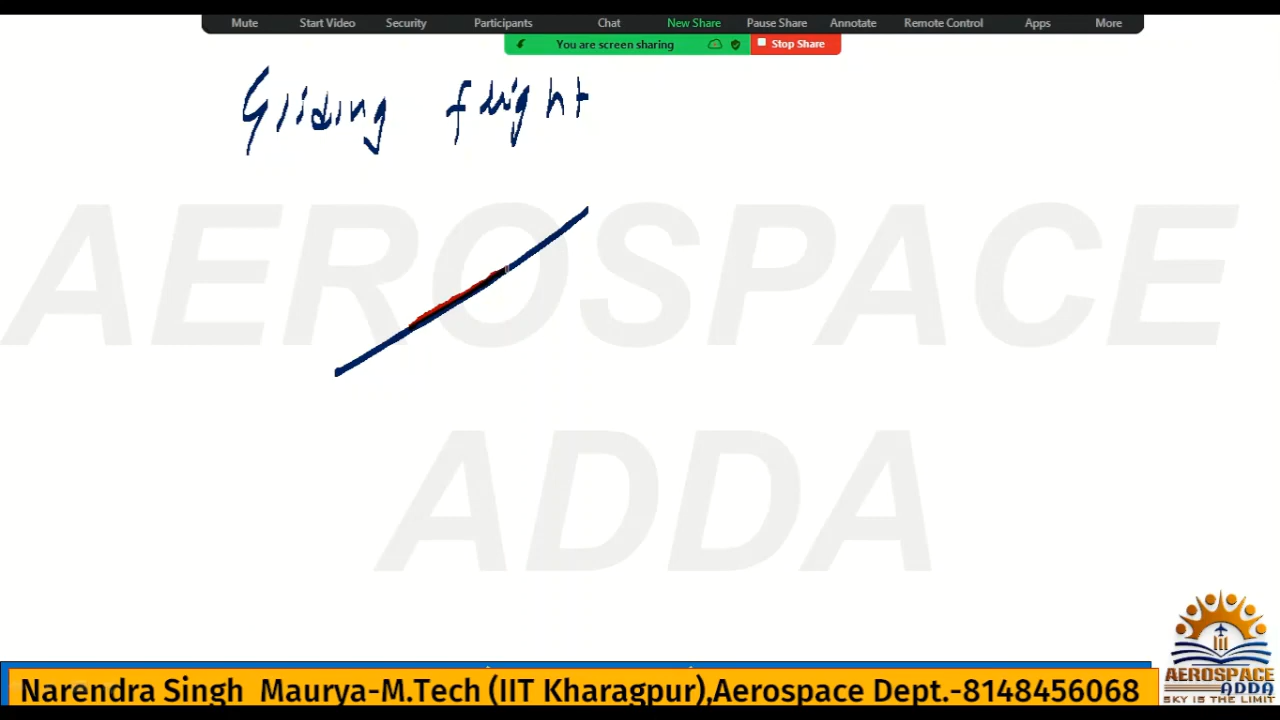 Mute Start Video Security Participants Chat New Share Pause Share Annotate Remote Control Apps More
You are screen sharing Stop Share
Gliding flight
AEROSPACE
ADDA
AEROSPACE
ADDA
SKY IS THE LIMIT
Narendra Singh Maurya-M.Tech (IIT Kharagpur),Aerospace Dept.-8148456068